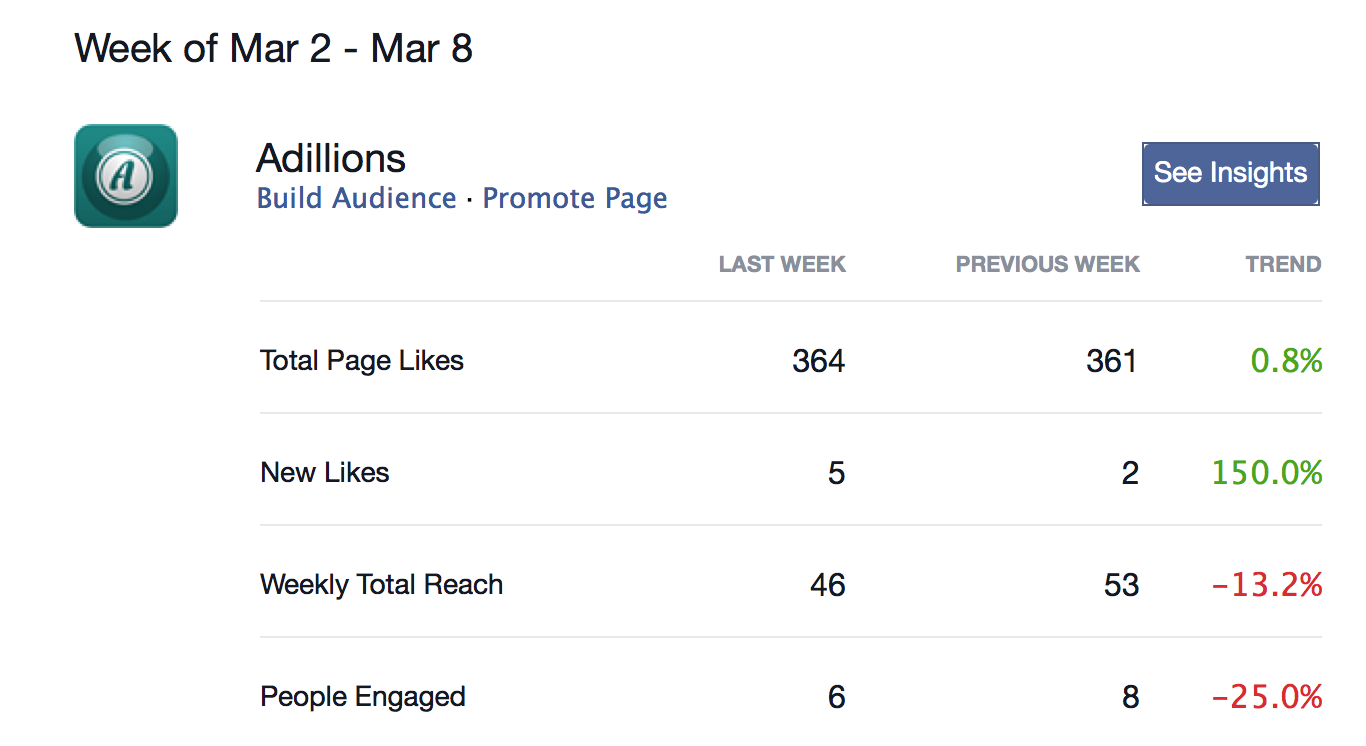 Week of Mar 2 - Mar 8
A
Adillions
Build Audience · Promote Page
See Insights
LAST WEEK PREVIOUS WEEK TREND
Total Page Likes 364 361 0.8%
New Likes 5 2 150.0%
Weekly Total Reach 46 53 -13.2%
People Engaged 6 8 -25.0%